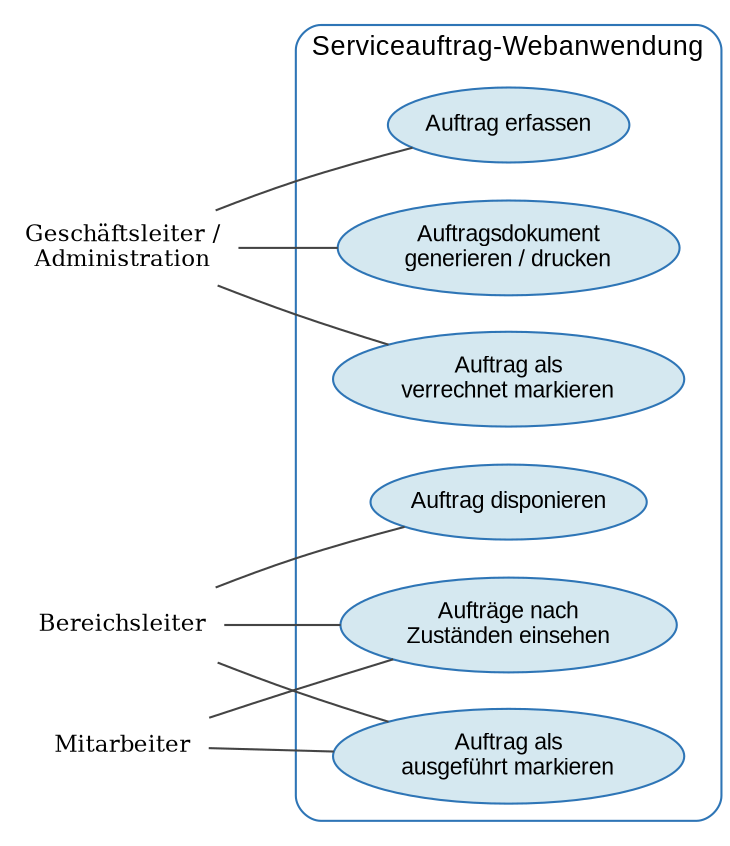 Serviceauftrag-Webanwendung
Auftrag erfassen
Geschäftsleiter /
Administration
Auftragsdokument
generieren / drucken
Auftrag als
verrechnet markieren
Auftrag disponieren
Bereichsleiter
Aufträge nach
Zuständen einsehen
Mitarbeiter
Auftrag als
ausgeführt markieren